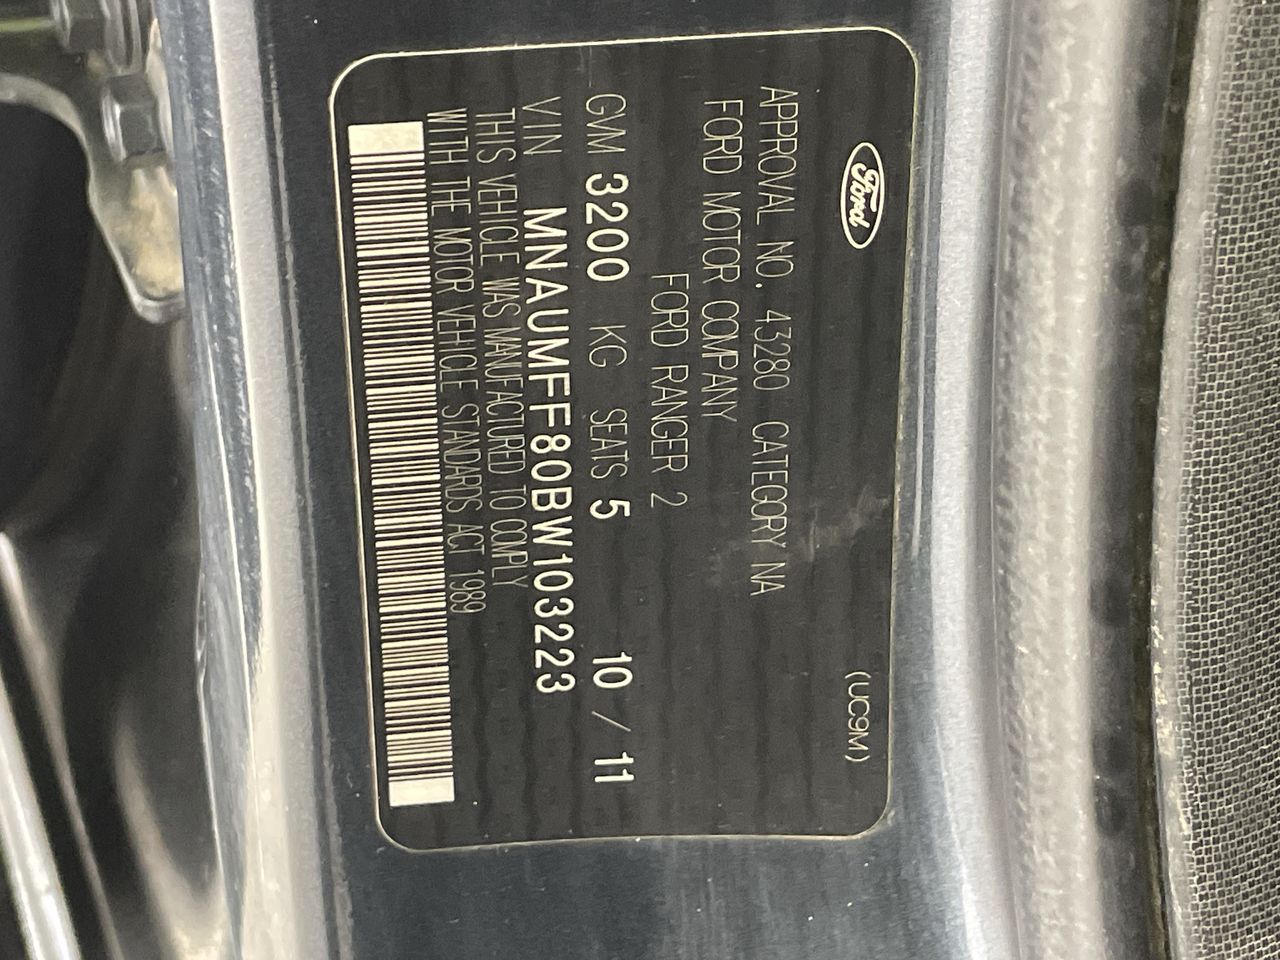 Ford
(UC9M)
APPROVAL NO. 43280 CATEGORY NA
FORD MOTOR COMPANY
FORD RANGER 2
GVM 3200 KG SEATS 5 10 / 11
VIN MNAUMFF80BW103223
THIS VEHICLE WAS MANUFACTURED TO COMPLY
WITH THE MOTOR VEHICLE STANDARDS ACT 1989